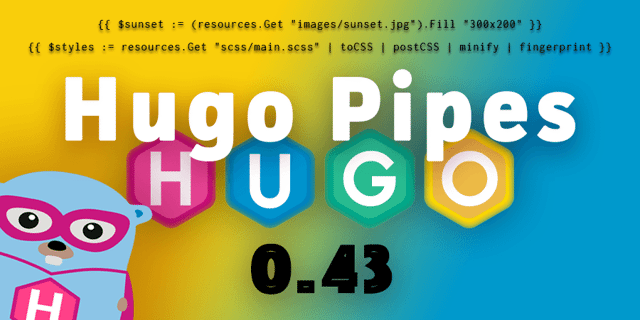 {{ $sunset := (resources.Get "images/sunset.jpg").Fill "300x200" }}
{{ $styles := resources.Get "scss/main.scss" | toCSS | postCSS | minify | fingerprint }}
Hugo Pipes
HUGO
0.43
H